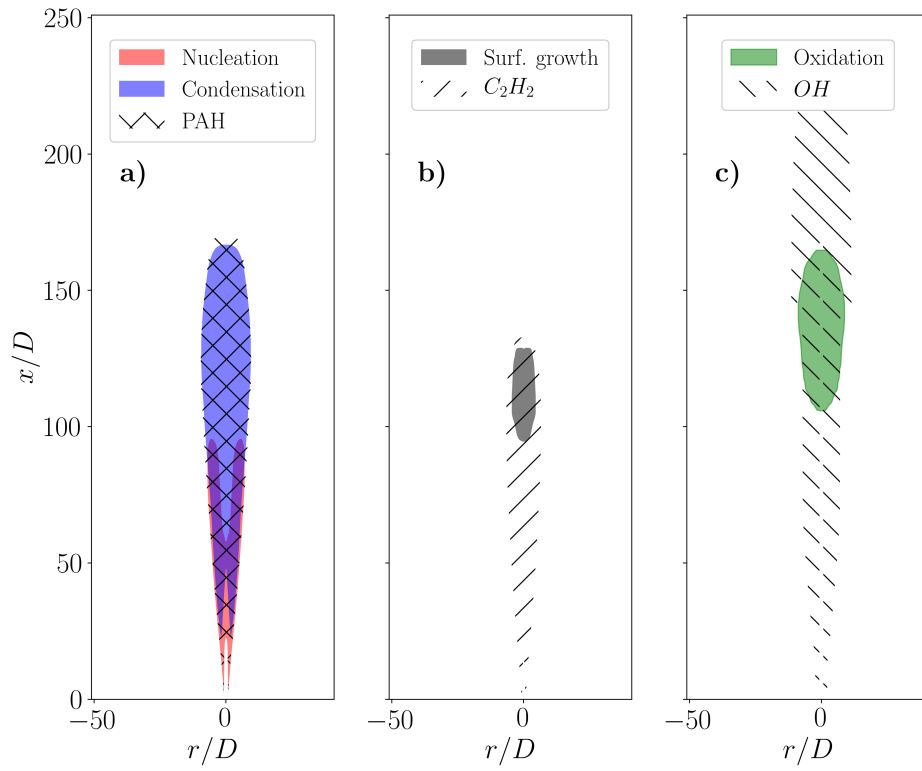 250
200
150
100
50
0
x/D
Nucleation
Condensation
PAH
a)
−50
0
r/D
Surf. growth
C₂H₂
b)
−50
0
r/D
Oxidation
OH
c)
−50
0
r/D